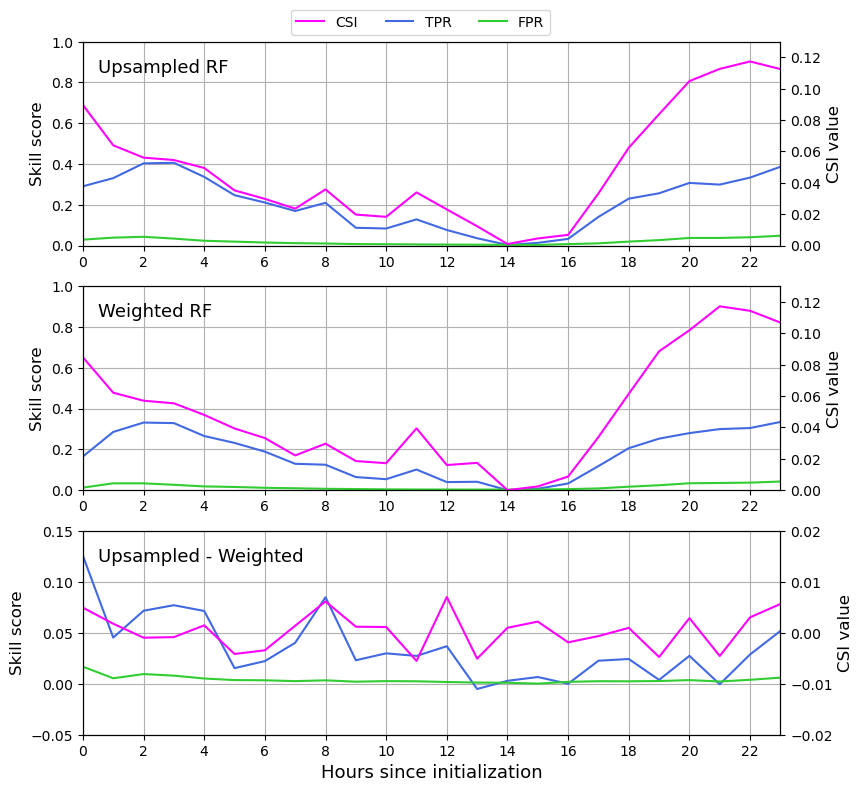 CSI TPR FPR
Upsampled RF
Skill score
CSI value
1.0
0.8
0.6
0.4
0.2
0.0
0.12
0.10
0.08
0.06
0.04
0.02
0.00
0 2 4 6 8 10 12 14 16 18 20 22
Weighted RF
Skill score
CSI value
1.0
0.8
0.6
0.4
0.2
0.0
0.12
0.10
0.08
0.06
0.04
0.02
0.00
0 2 4 6 8 10 12 14 16 18 20 22
Upsampled - Weighted
Skill score
CSI value
0.15
0.10
0.05
0.00
−0.05
0.02
0.01
0.00
−0.01
−0.02
0 2 4 6 8 10 12 14 16 18 20 22
Hours since initialization